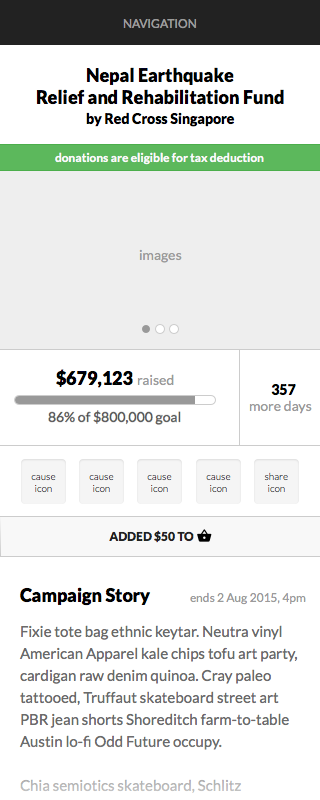 NAVIGATION
Nepal Earthquake
Relief and Rehabilitation Fund
by Red Cross Singapore
donations are eligible for tax deduction
images
$679,123 raised
86% of $800,000 goal
357
more days
cause icon
cause icon
cause icon
cause icon
share icon
ADDED $50 TO
Campaign Story
ends 2 Aug 2015, 4pm
Fixie tote bag ethnic keytar. Neutra vinyl
American Apparel kale chips tofu art party,
cardigan raw denim quinoa. Cray paleo
tattooed, Truffaut skateboard street art
PBR jean shorts Shoreditch farm-to-table
Austin lo-fi Odd Future occupy.
Chia semiotics skateboard, Schlitz